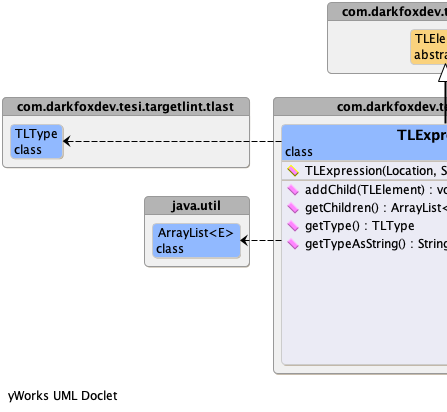 com.darkfoxdev.t
TLEle
abstra
com.darkfoxdev.tesi.targetlint.tlast
TLType
class
com.darkfoxdev.t
TLExpre
class
TLExpression(Location, S
addChild(TLElement) : vo
getChildren() : ArrayList<
getType() : TLType
getTypeAsString() : String
java.util
ArrayList<E>
class
yWorks UML Doclet